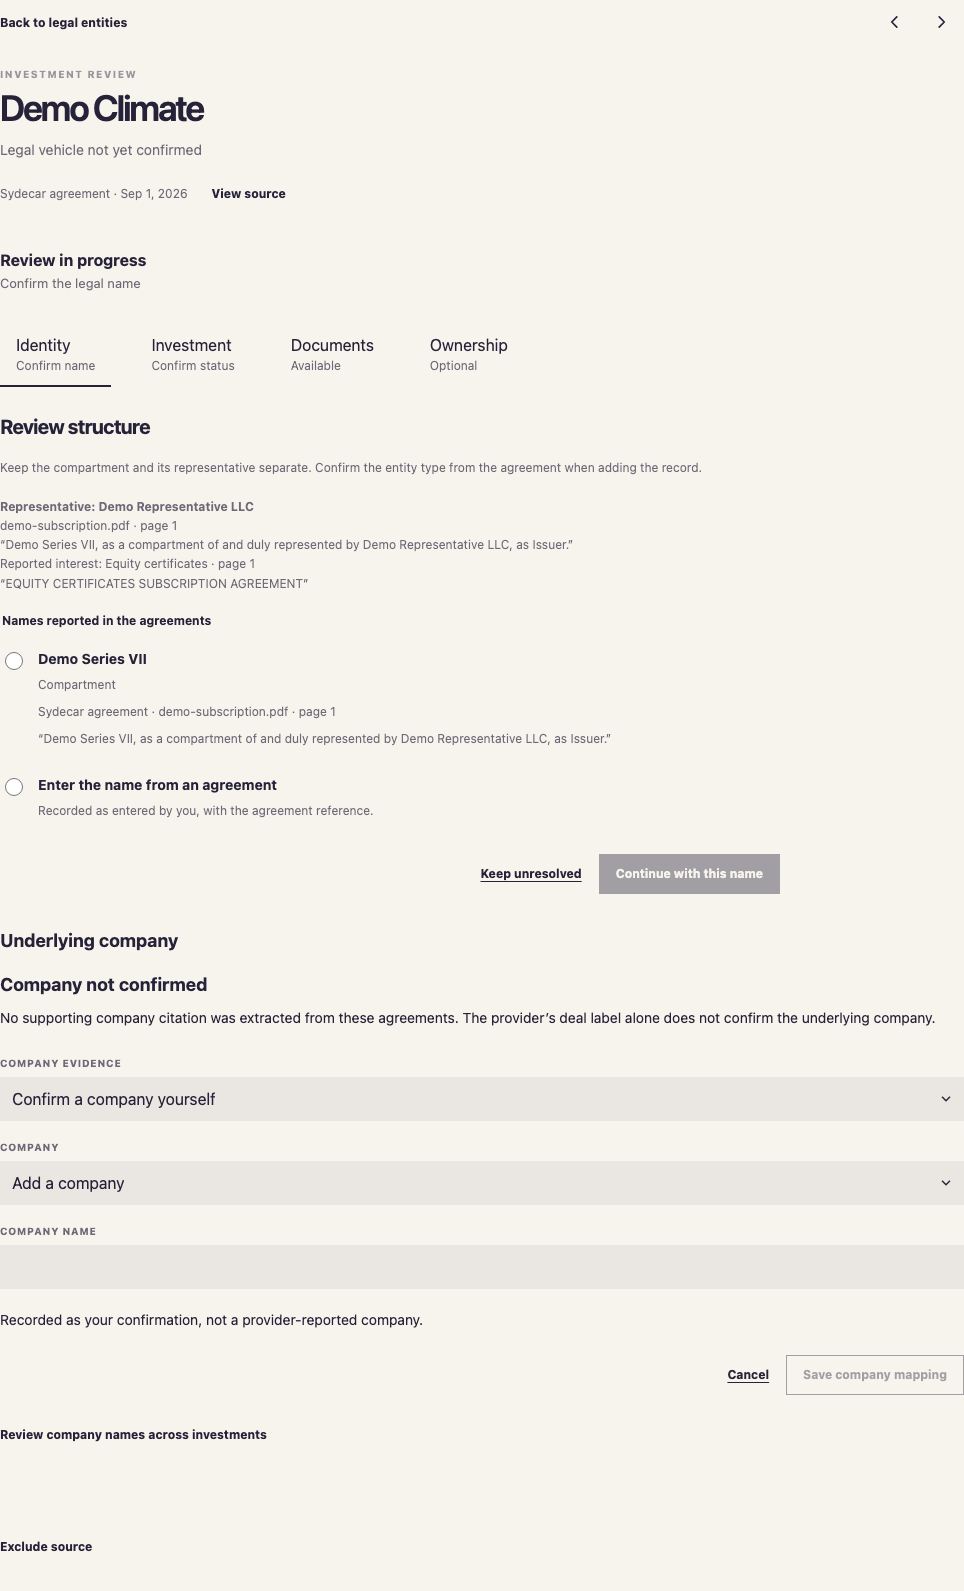 Back to legal entities
INVESTMENT REVIEW
Demo Climate
Legal vehicle not yet confirmed
Sydecar agreement · Sep 1, 2026 View source
Review in progress
Confirm the legal name
Identity Investment Documents Ownership
Confirm name Confirm status Available Optional
Review structure
Keep the compartment and its representative separate. Confirm the entity type from the agreement when adding the record.
Representative: Demo Representative LLC
demo-subscription.pdf · page 1
“Demo Series VII, as a compartment of and duly represented by Demo Representative LLC, as Issuer.”
Reported interest: Equity certificates · page 1
“EQUITY CERTIFICATES SUBSCRIPTION AGREEMENT”
Names reported in the agreements
Demo Series VII
Compartment
Sydecar agreement · demo-subscription.pdf · page 1
“Demo Series VII, as a compartment of and duly represented by Demo Representative LLC, as Issuer.”
Enter the name from an agreement
Recorded as entered by you, with the agreement reference.
Keep unresolved Continue with this name
Underlying company
Company not confirmed
No supporting company citation was extracted from these agreements. The provider’s deal label alone does not confirm the underlying company.
COMPANY EVIDENCE
Confirm a company yourself
COMPANY
Add a company
COMPANY NAME
Recorded as your confirmation, not a provider-reported company.
Cancel Save company mapping
Review company names across investments
Exclude source